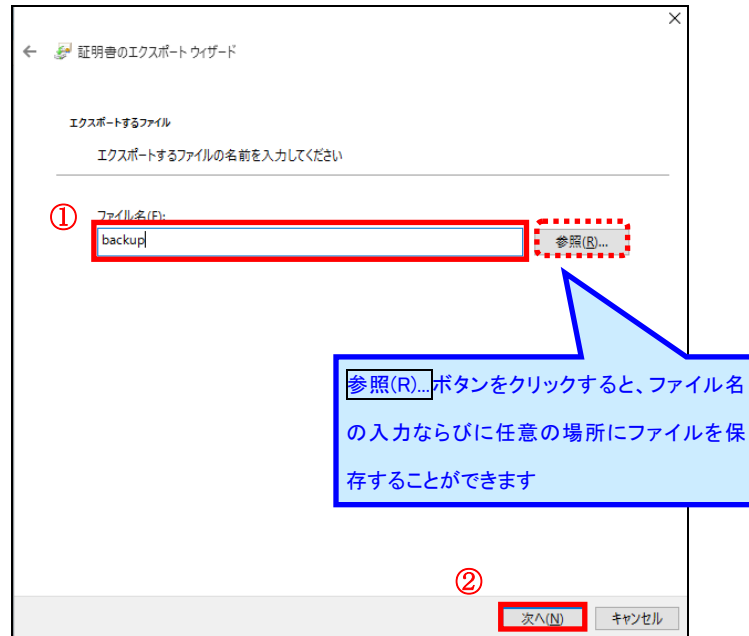 証明書のエクスポート ウィザード
エクスポートするファイル
エクスポートするファイルの名前を入力してください
①
ファイル名(F):
backup
参照(R)...
参照(R)...ボタンをクリックすると、ファイル名
の入力ならびに任意の場所にファイルを保
存することができます
②
次へ(N)
キャンセル